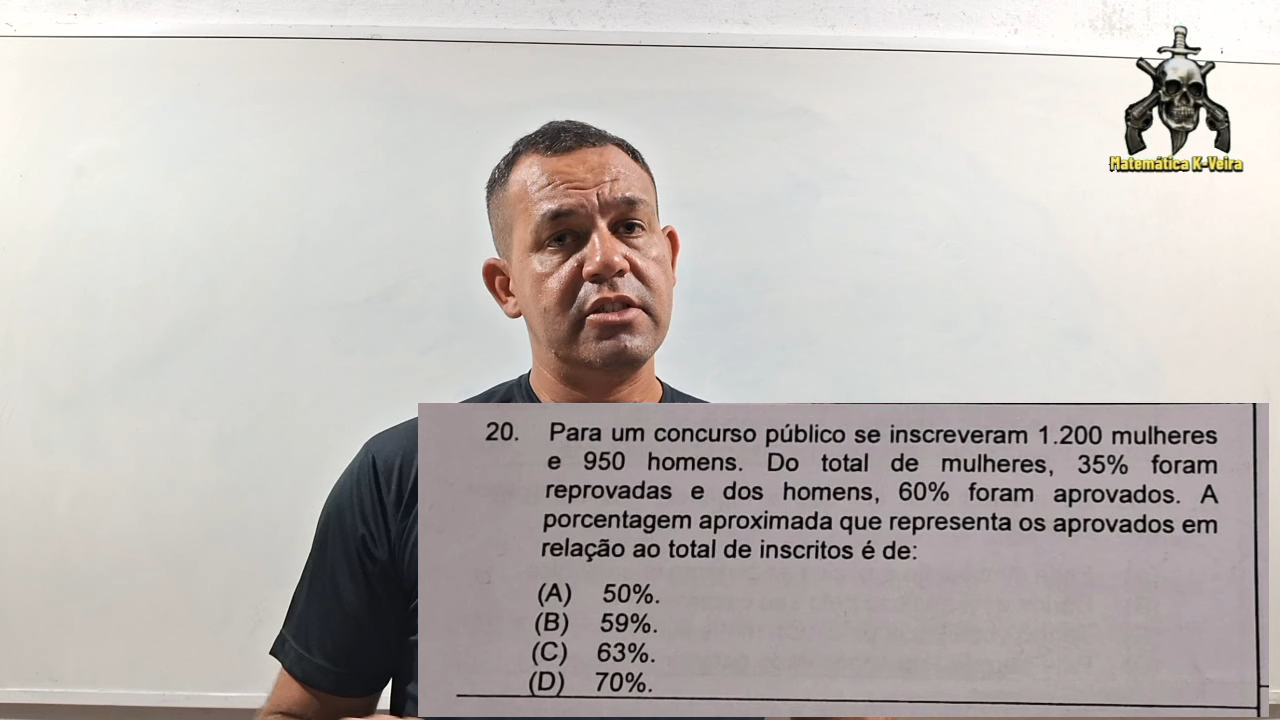 Matemática K-Veira
20. Para um concurso público se inscreveram 1.200 mulheres
e 950 homens. Do total de mulheres, 35% foram
reprovadas e dos homens, 60% foram aprovados. A
porcentagem aproximada que representa os aprovados em
relação ao total de inscritos é de:
(A) 50%.
(B) 59%.
(C) 63%.
(D) 70%.